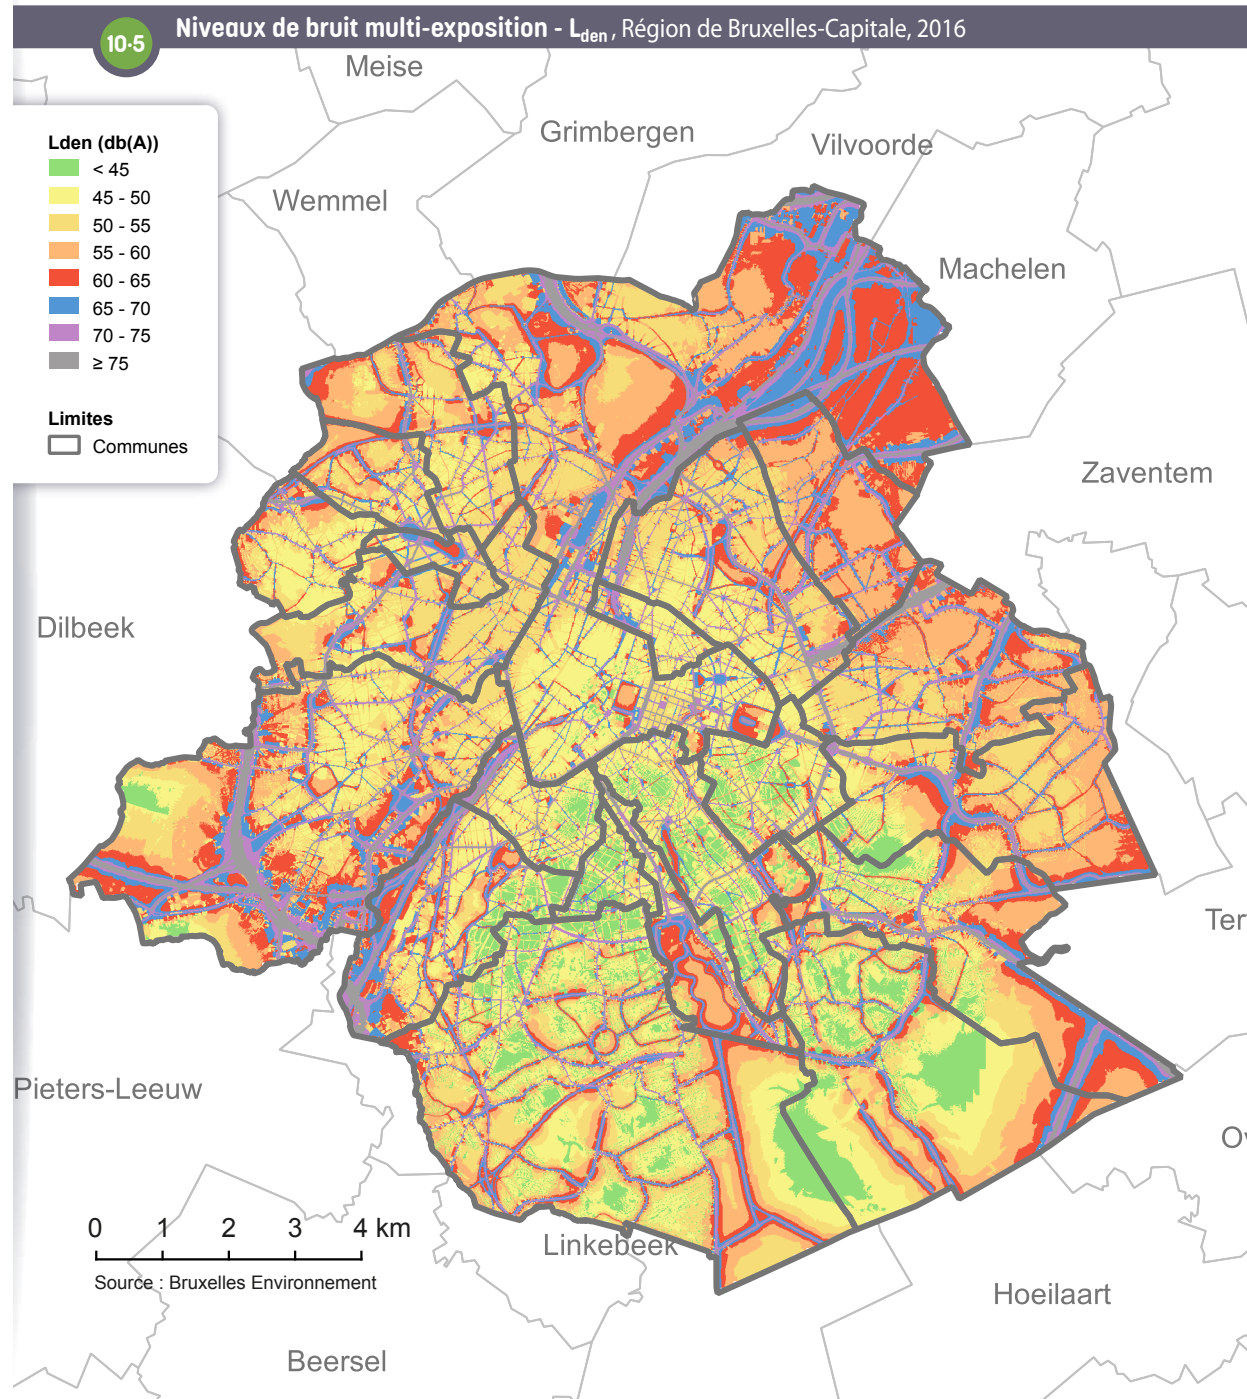 10·5
Niveaux de bruit multi-exposition - Lden, Région de Bruxelles-Capitale, 2016
Meise
Grimbergen
Vilvoorde
Lden (db(A))
< 45
45 - 50
50 - 55
55 - 60
60 - 65
65 - 70
70 - 75
≥ 75
Limites
Communes
Wemmel
Machelen
Zaventem
Dilbeek
Ter
Pieters-Leeuw
Ov
0 1 2 3 4 km
Source : Bruxelles Environnement
Linkebeek
Hoeilaart
Beersel